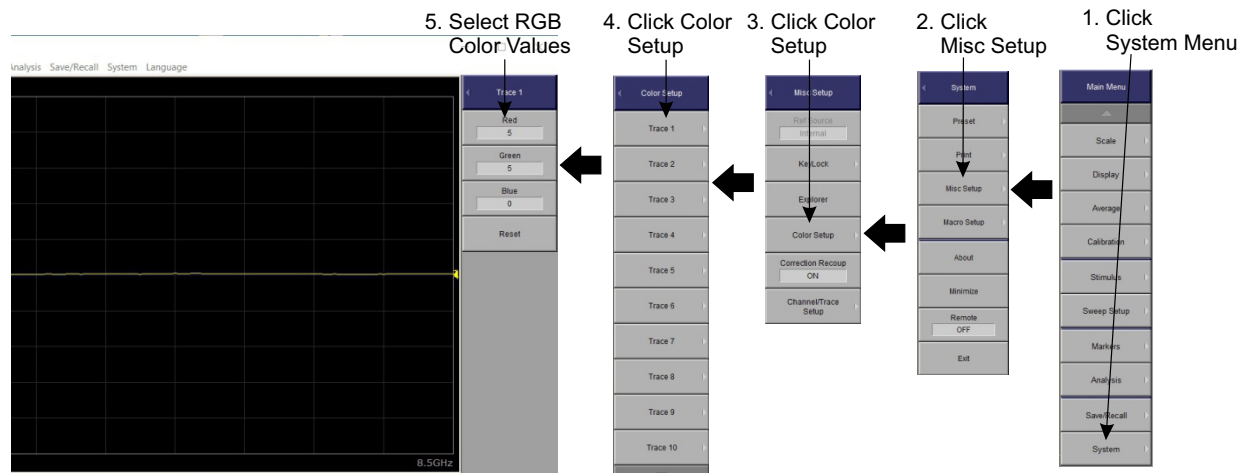 5. Select RGB
Color Values
4. Click Color
Setup
3. Click Color
Setup
2. Click
Misc Setup
1. Click
System Menu
Analysis Save/Recall System Language
8.5GHz
Trace 1
Red
5
Green
5
Blue
0
Reset
Color Setup
Trace 1
Trace 2
Trace 3
Trace 4
Trace 5
Trace 6
Trace 7
Trace 8
Trace 9
Trace 10
Misc Setup
Ref Source
Internal
KeyLock
Explorer
Color Setup
Correction Recoup
ON
Channel/Trace
Setup
System
Preset
Print
Misc Setup
Macro Setup
About
Minimize
Remote
OFF
Exit
Main Menu
Scale
Display
Average
Calibration
Stimulus
Sweep Setup
Markers
Analysis
Save/Recall
System